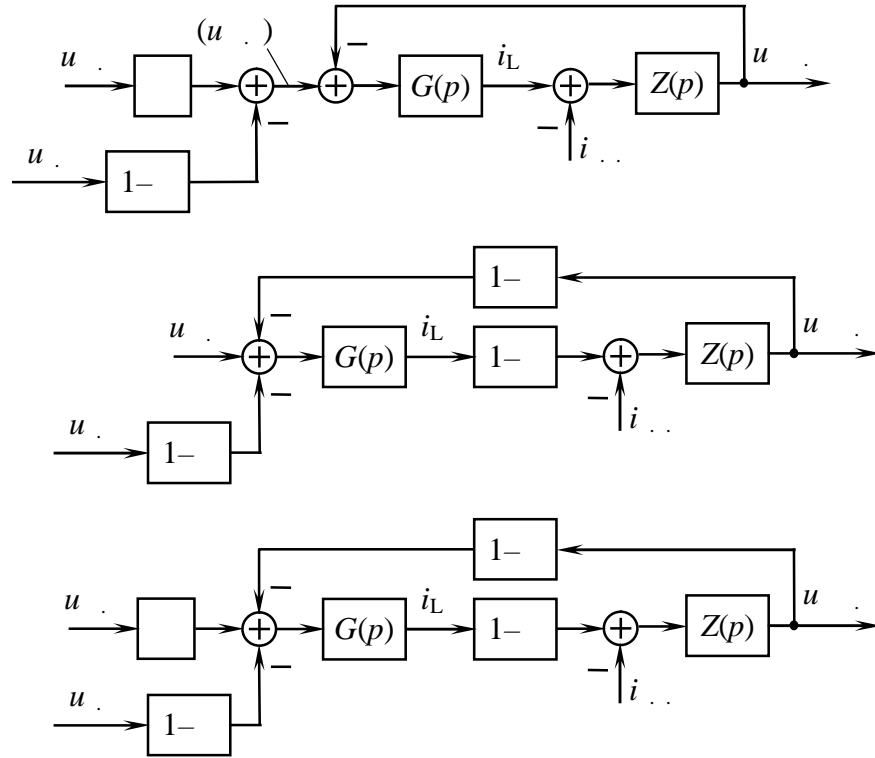 (u . )
u . − i_L u .
G(p) Z(p)
−
−
u . i . .
1–
1–
−
u . i_L u .
G(p) 1– Z(p)
−
−
u . i . .
1–
1–
−
u . i_L u .
G(p) 1– Z(p)
−
−
u . i . .
1–